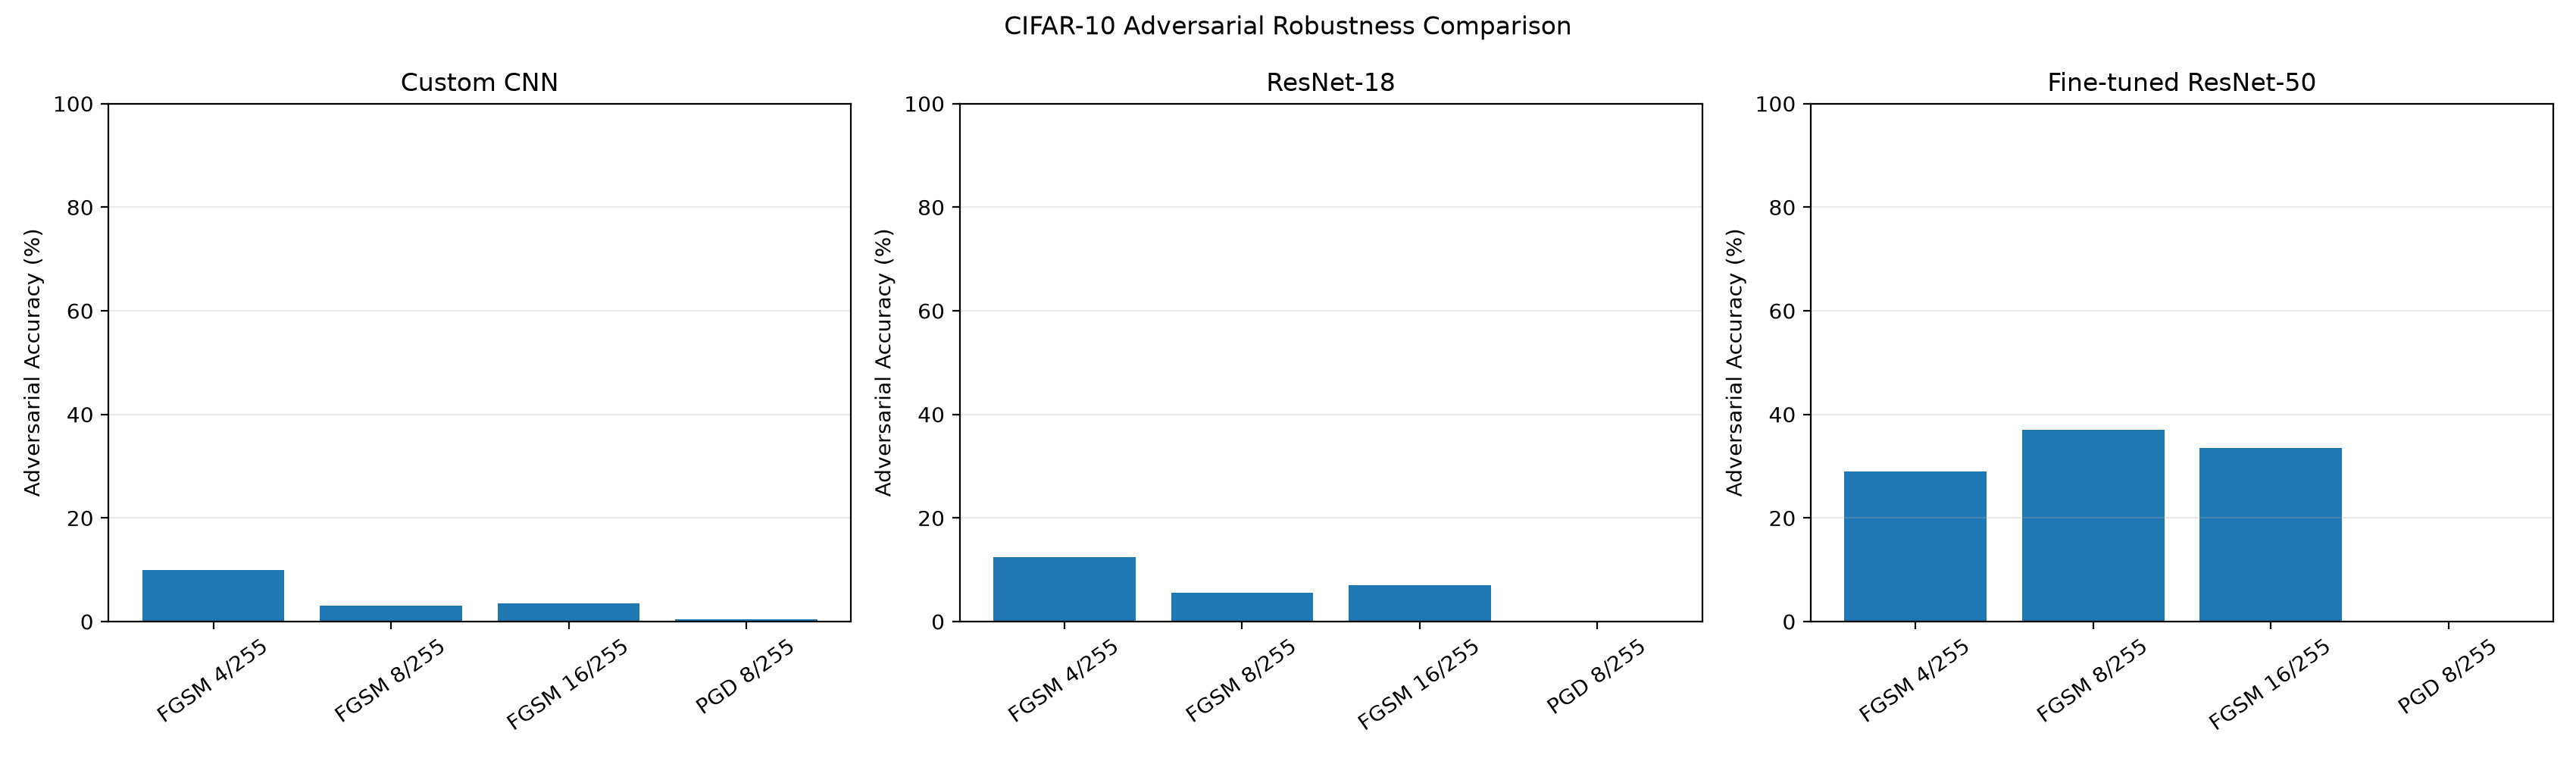 CIFAR-10 Adversarial Robustness Comparison
Custom CNN
Adversarial Accuracy (%)
100
80
60
40
20
0
FGSM 4/255
FGSM 8/255
FGSM 16/255
PGD 8/255
ResNet-18
Adversarial Accuracy (%)
100
80
60
40
20
0
FGSM 4/255
FGSM 8/255
FGSM 16/255
PGD 8/255
Fine-tuned ResNet-50
Adversarial Accuracy (%)
100
80
60
40
20
0
FGSM 4/255
FGSM 8/255
FGSM 16/255
PGD 8/255